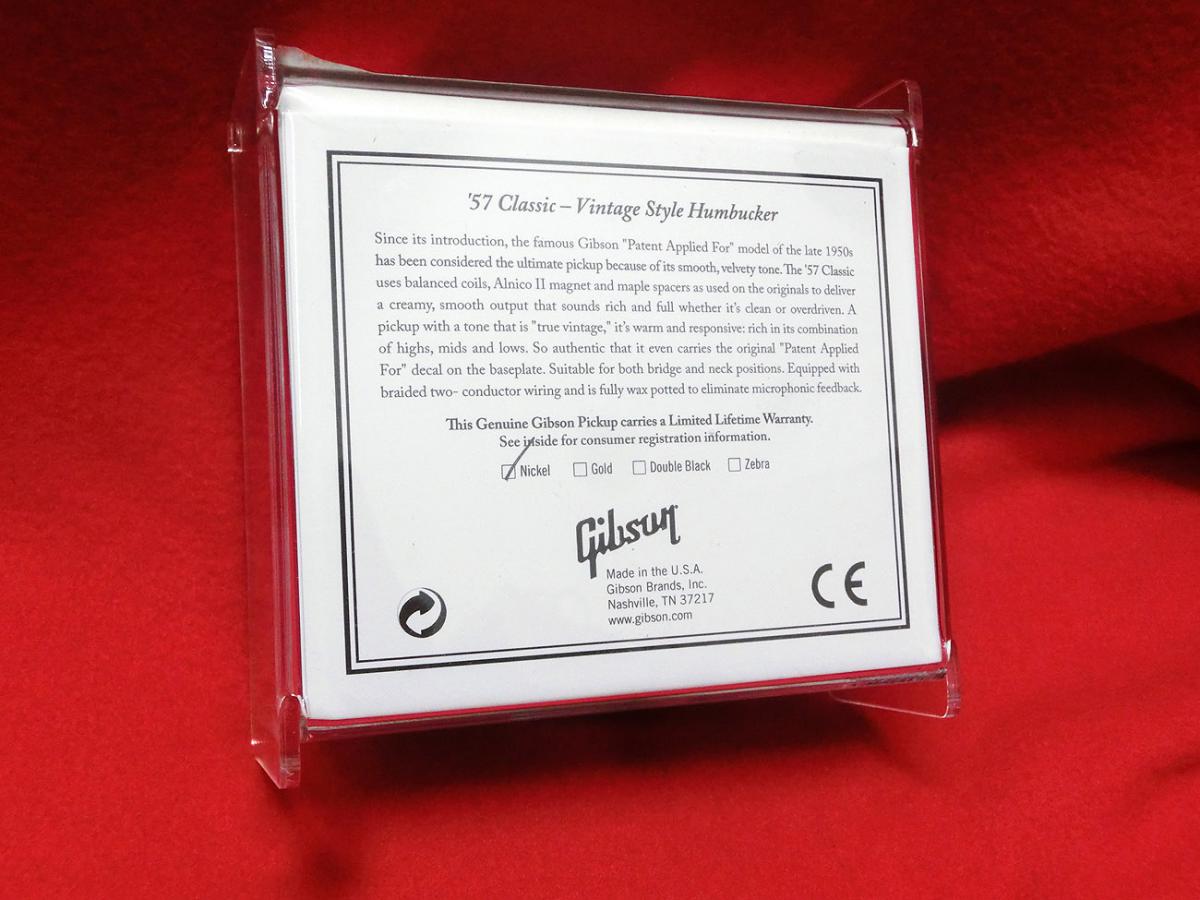 '57 Classic – Vintage Style Humbucker
Since its introduction, the famous Gibson "Patent Applied For" model of the late 1950s
has been considered the ultimate pickup because of its smooth, velvety tone. The '57 Classic
uses balanced coils, Alnico II magnet and maple spacers as used on the originals to deliver
a creamy, smooth output that sounds rich and full whether it's clean or overdriven. A
pickup with a tone that is "true vintage," it's warm and responsive: rich in its combination
of highs, mids and lows. So authentic that it even carries the original "Patent Applied
For" decal on the baseplate. Suitable for both bridge and neck positions. Equipped with
braided two- conductor wiring and is fully wax potted to eliminate microphonic feedback.
This Genuine Gibson Pickup carries a Limited Lifetime Warranty.
See inside for consumer registration information.
Nickel Gold Double Black Zebra
Gibson
Made in the U.S.A.
Gibson Brands, Inc.
Nashville, TN 37217
www.gibson.com
CE